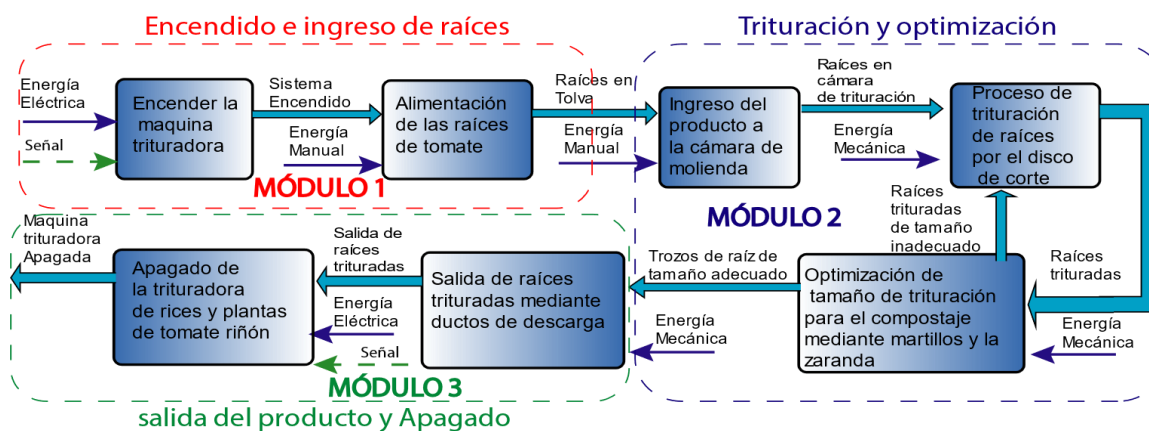 Encendido e ingreso de raíces
Trituración y optimización
Energía
Eléctrica
Señal
Encender la
maquina
trituradora
Sistema
Encendido
Energía
Manual
Alimentación
de las raíces
de tomate
Raíces en
Tolva
Energía
Manual
MÓDULO 1
Ingreso del
producto a
la cámara de
molienda
Raíces en
cámara
de trituración
Energía
Mecánica
Proceso de
trituración
de raíces
por el disco
de corte
MÓDULO 2
Raíces
trituradas
de tamaño
inadecuado
Raíces
trituradas
Energía
Mecánica
Optimización de
tamaño de trituración
para el compostaje
mediante martillos y la
zaranda
Trozos de raíz de
tamaño adecuado
Energía
Mecánica
Salida de raíces
trituradas mediante
ductos de descarga
Salida de
raíces
trituradas
Energía
Eléctrica
Señal
Apagado de
la trituradora
de rices y plantas
de tomate riñón
Maquina
trituradora
Apagada
MÓDULO 3
salida del producto y Apagado